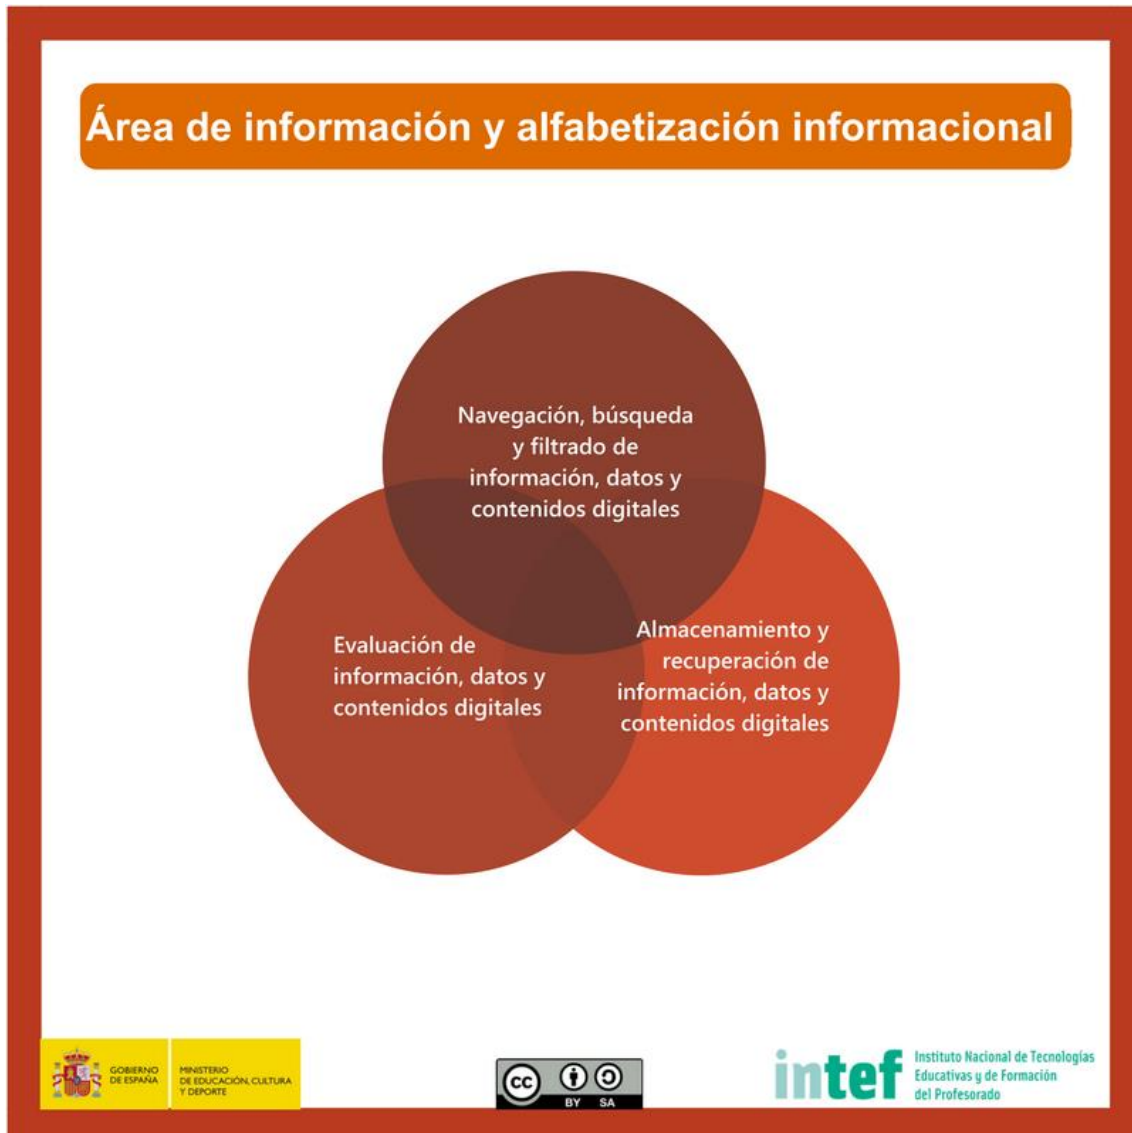 Área de información y alfabetización informacional
Navegación, búsqueda
y filtrado de
información, datos y
contenidos digitales
Evaluación de
información, datos y
contenidos digitales
Almacenamiento y
recuperación de
información, datos y
contenidos digitales
GOBIERNO
DE ESPAÑA
MINISTERIO
DE EDUCACIÓN, CULTURA
Y DEPORTE
cc
BY SA
intef
Instituto Nacional de Tecnologías
Educativas y de Formación
del Profesorado